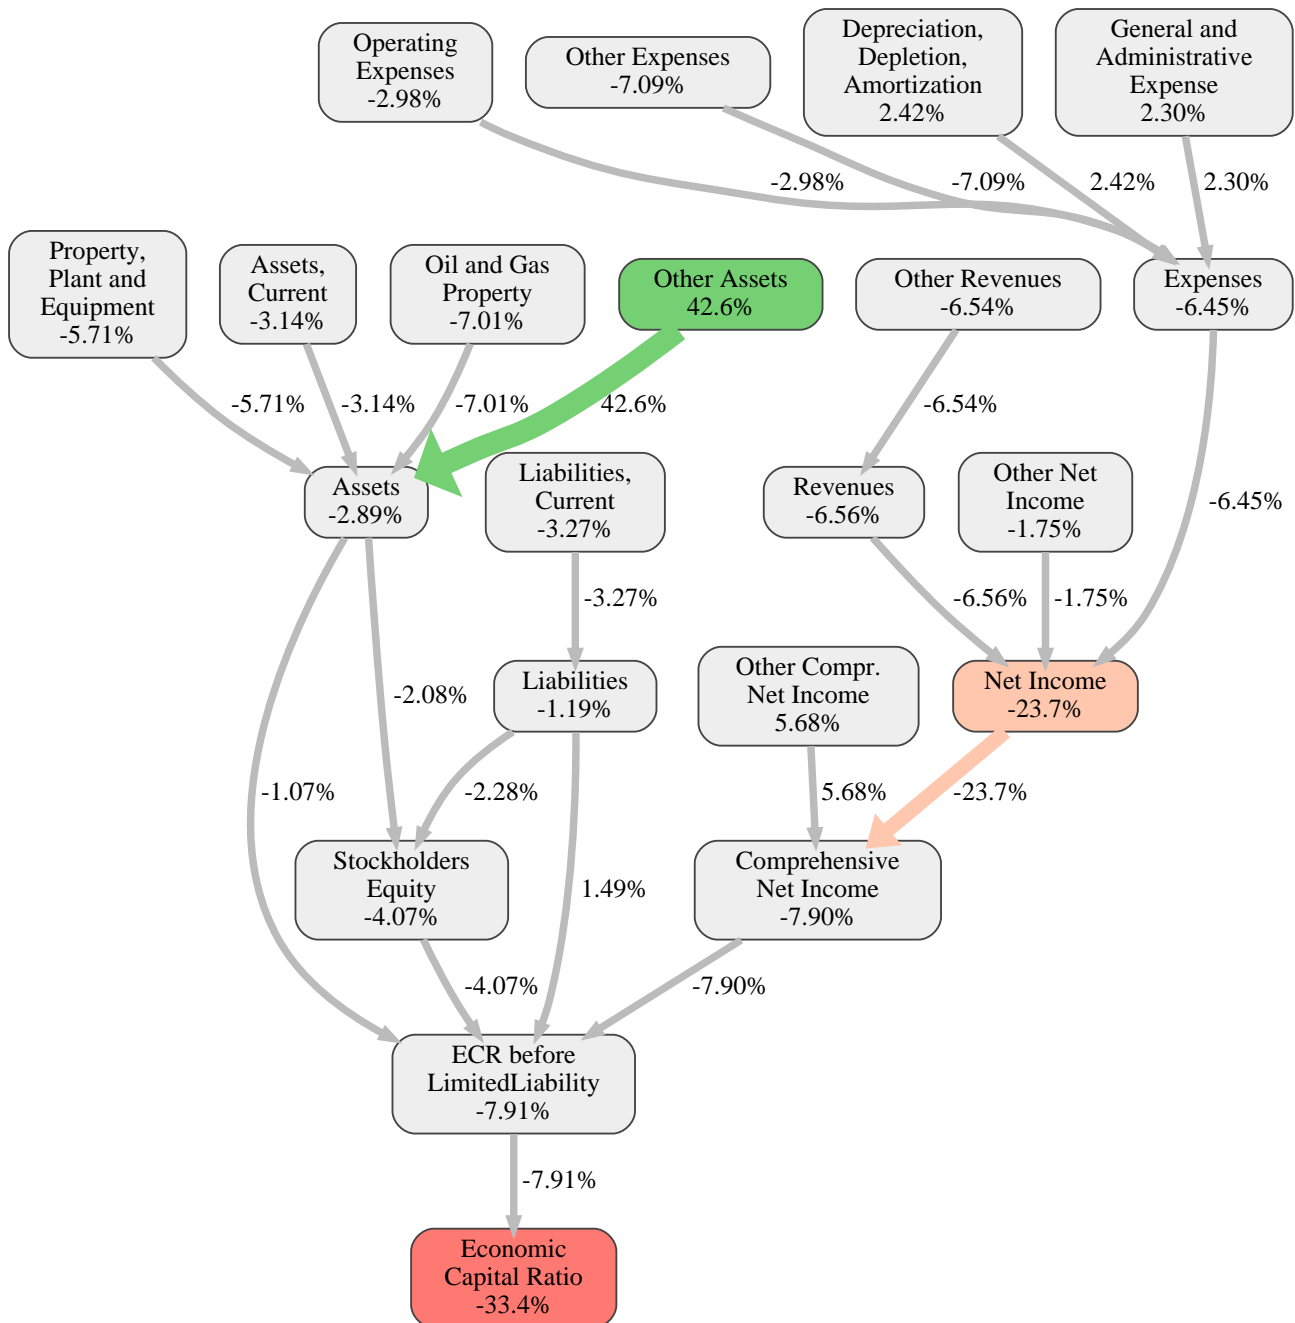 Operating
Expenses
-2.98%
Other Expenses
-7.09%
Depreciation,
Depletion,
Amortization
2.42%
General and
Administrative
Expense
2.30%
-2.98%
-7.09%
2.42%
2.30%
Property,
Plant and
Equipment
-5.71%
Assets,
Current
-3.14%
Oil and Gas
Property
-7.01%
Other Assets
42.6%
Other Revenues
-6.54%
Expenses
-6.45%
-5.71%
-3.14%
-7.01%
42.6%
-6.54%
Assets
-2.89%
Liabilities,
Current
-3.27%
Revenues
-6.56%
Other Net
Income
-1.75%
-6.45%
-3.27%
-6.56%
-1.75%
-2.08%
Liabilities
-1.19%
Other Compr.
Net Income
5.68%
Net Income
-23.7%
-1.07%
-2.28%
5.68%
-23.7%
Stockholders
Equity
-4.07%
1.49%
Comprehensive
Net Income
-7.90%
-4.07%
-7.90%
ECR before
LimitedLiability
-7.91%
-7.91%
Economic
Capital Ratio
-33.4%